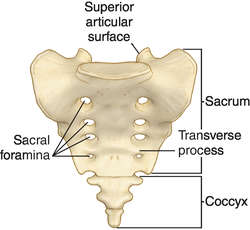 Superior
articular
surface
Sacrum
Sacral
foramina
Transverse
process
Coccyx